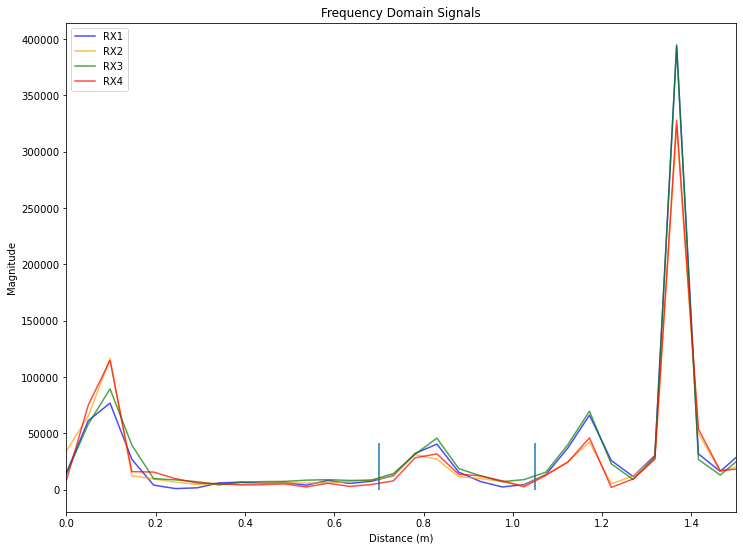 Frequency Domain Signals
RX1
RX2
RX3
RX4
400000
350000
300000
250000
200000
150000
100000
50000
0
Magnitude
0.0 0.2 0.4 0.6 0.8 1.0 1.2 1.4
Distance (m)